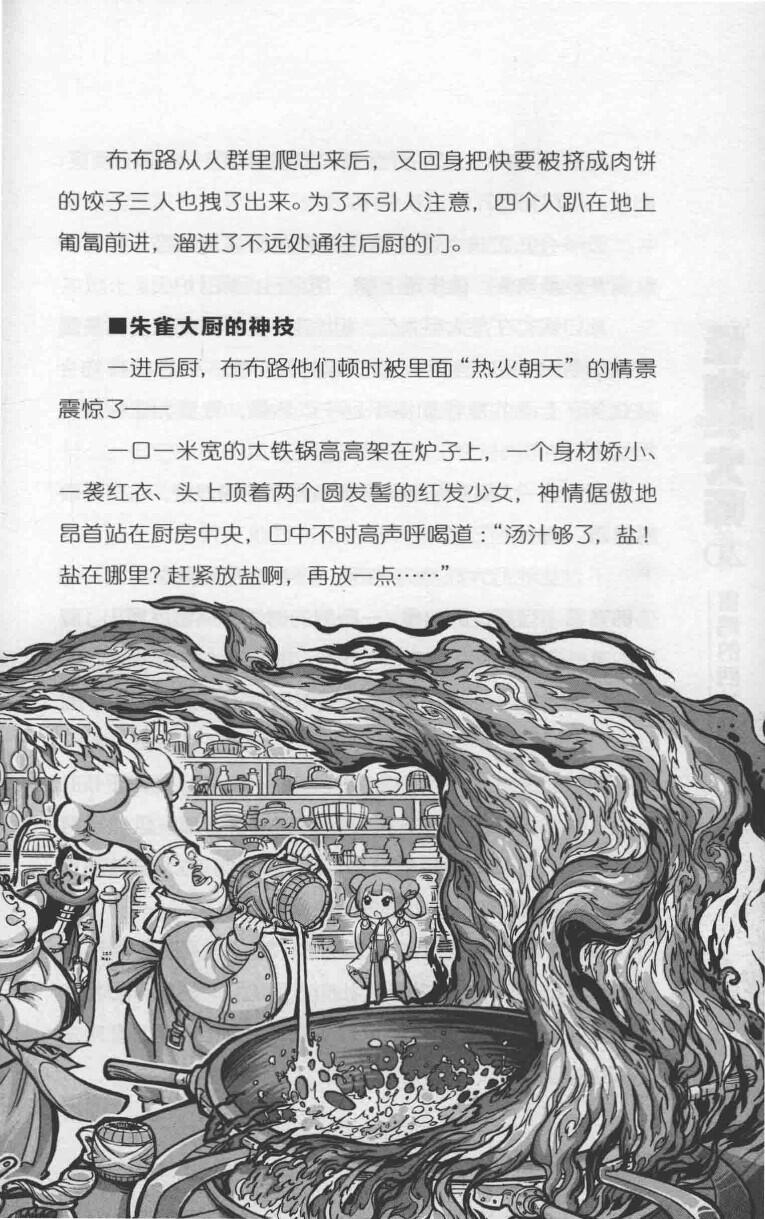 布布路从人群里爬出来后，又回身把快要被挤成肉饼
的饺子三人也拽了出来。为了不引人注意，四个人趴在地上
匍匐前进，溜进了不远处通往后厨的门。
■朱雀大厨的神技
一进后厨，布布路他们顿时被里面“热火朝天”的情景
震惊了——
一口一米宽的大铁锅高高架在炉子上，一个身材娇小、
一袭红衣、头上顶着两个圆发髻的红发少女，神情倨傲地
昂首站在厨房中央，口中不时高声呼喝道：“汤汁够了，盐！
盐在哪里？赶紧放盐啊，再放一点……”